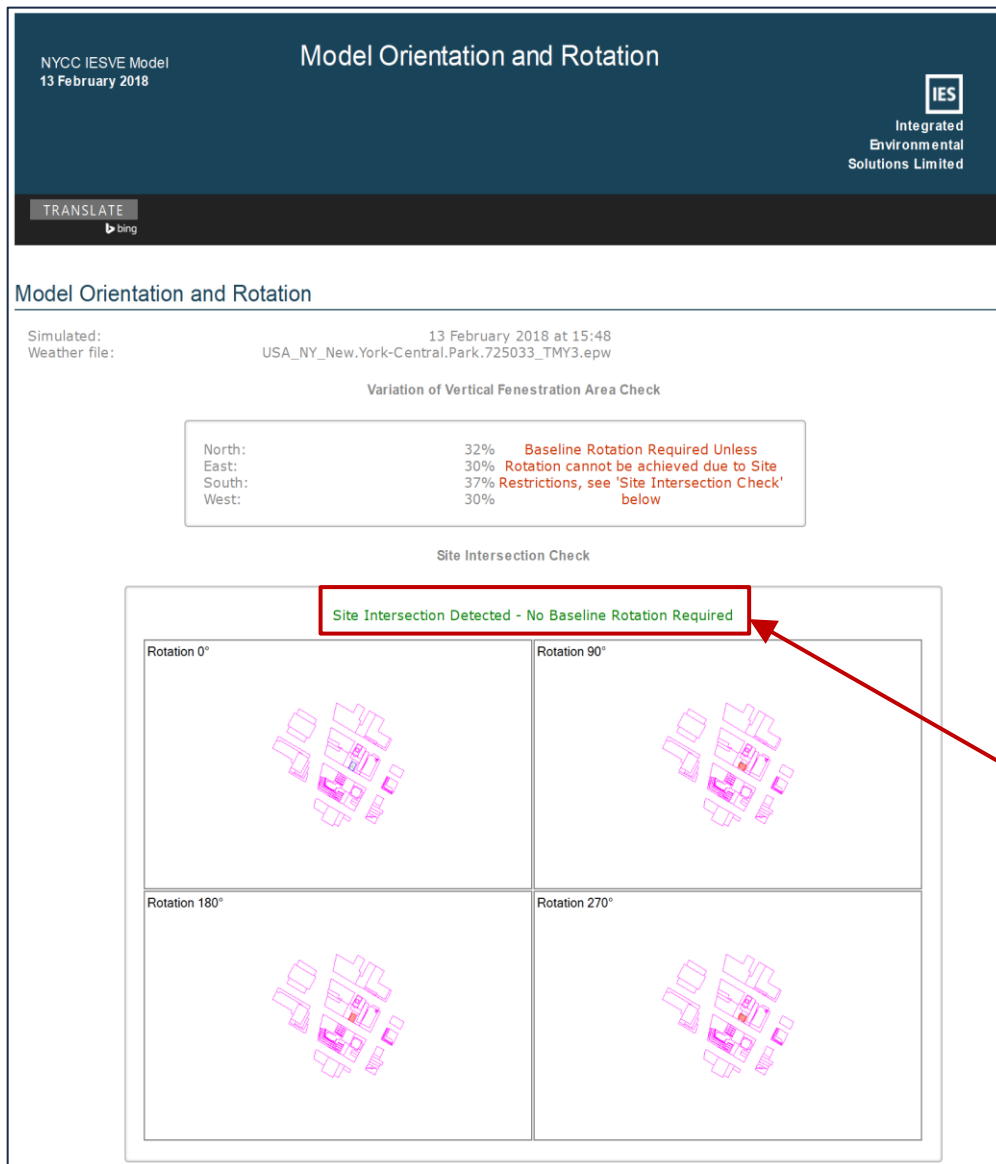 NYCC IESVE Model
13 February 2018
Model Orientation and Rotation
IES
Integrated
Environmental
Solutions Limited
TRANSLATE
bing
Model Orientation and Rotation
Simulated: 13 February 2018 at 15:48
Weather file: USA_NY_New.York-Central.Park.725033_TMY3.epw
Variation of Vertical Fenestration Area Check
North: 32% Baseline Rotation Required Unless
East: 30% Rotation cannot be achieved due to Site
South: 37% Restrictions, see 'Site Intersection Check'
West: 30% below
Site Intersection Check
Site Intersection Detected - No Baseline Rotation Required
Rotation 0°
Rotation 90°
Rotation 180°
Rotation 270°